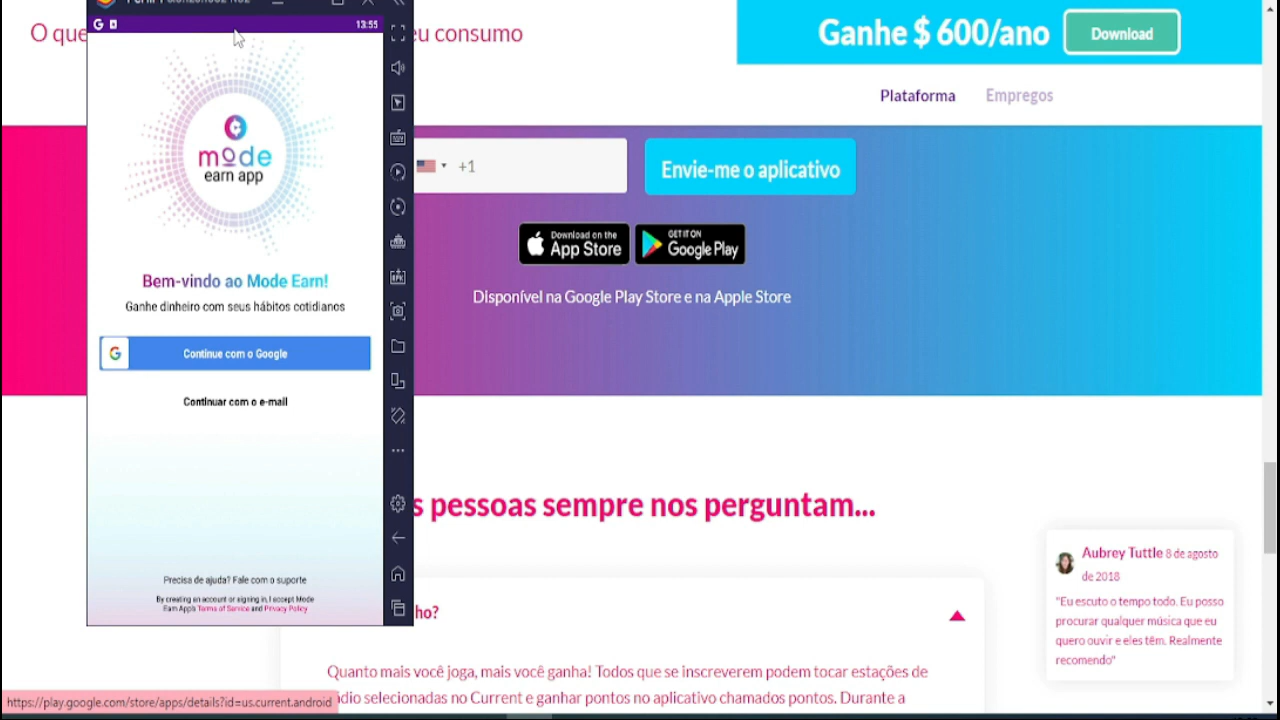 13:55
mode
earn app
Bem-vindo ao Mode Earn!
Ganhe dinheiro com seus hábitos cotidianos
G Continue com o Google
Continuar com o e-mail
Precisa de ajuda? Fale com o suporte
By creating an account or signing in, I accept Mode
Earn App's Terms of Service and Privacy Policy
O que
eu consumo
Ganhe $ 600/ano
Download
Plataforma
Empregos
+1
Envie-me o aplicativo
Download on the
App Store
GET IT ON
Google Play
Disponível na Google Play Store e na Apple Store
s pessoas sempre nos perguntam...
ho?
Quanto mais você joga, mais você ganha! Todos que se inscreverem podem tocar estações de
dio selecionadas no Current e ganhar pontos no aplicativo chamados pontos. Durante a
Aubrey Tuttle 8 de agosto
de 2018
"Eu escuto o tempo todo. Eu posso
procurar qualquer música que eu
quero ouvir e eles têm. Realmente
recomendo"
https://play.google.com/store/apps/details?id=us.current.android